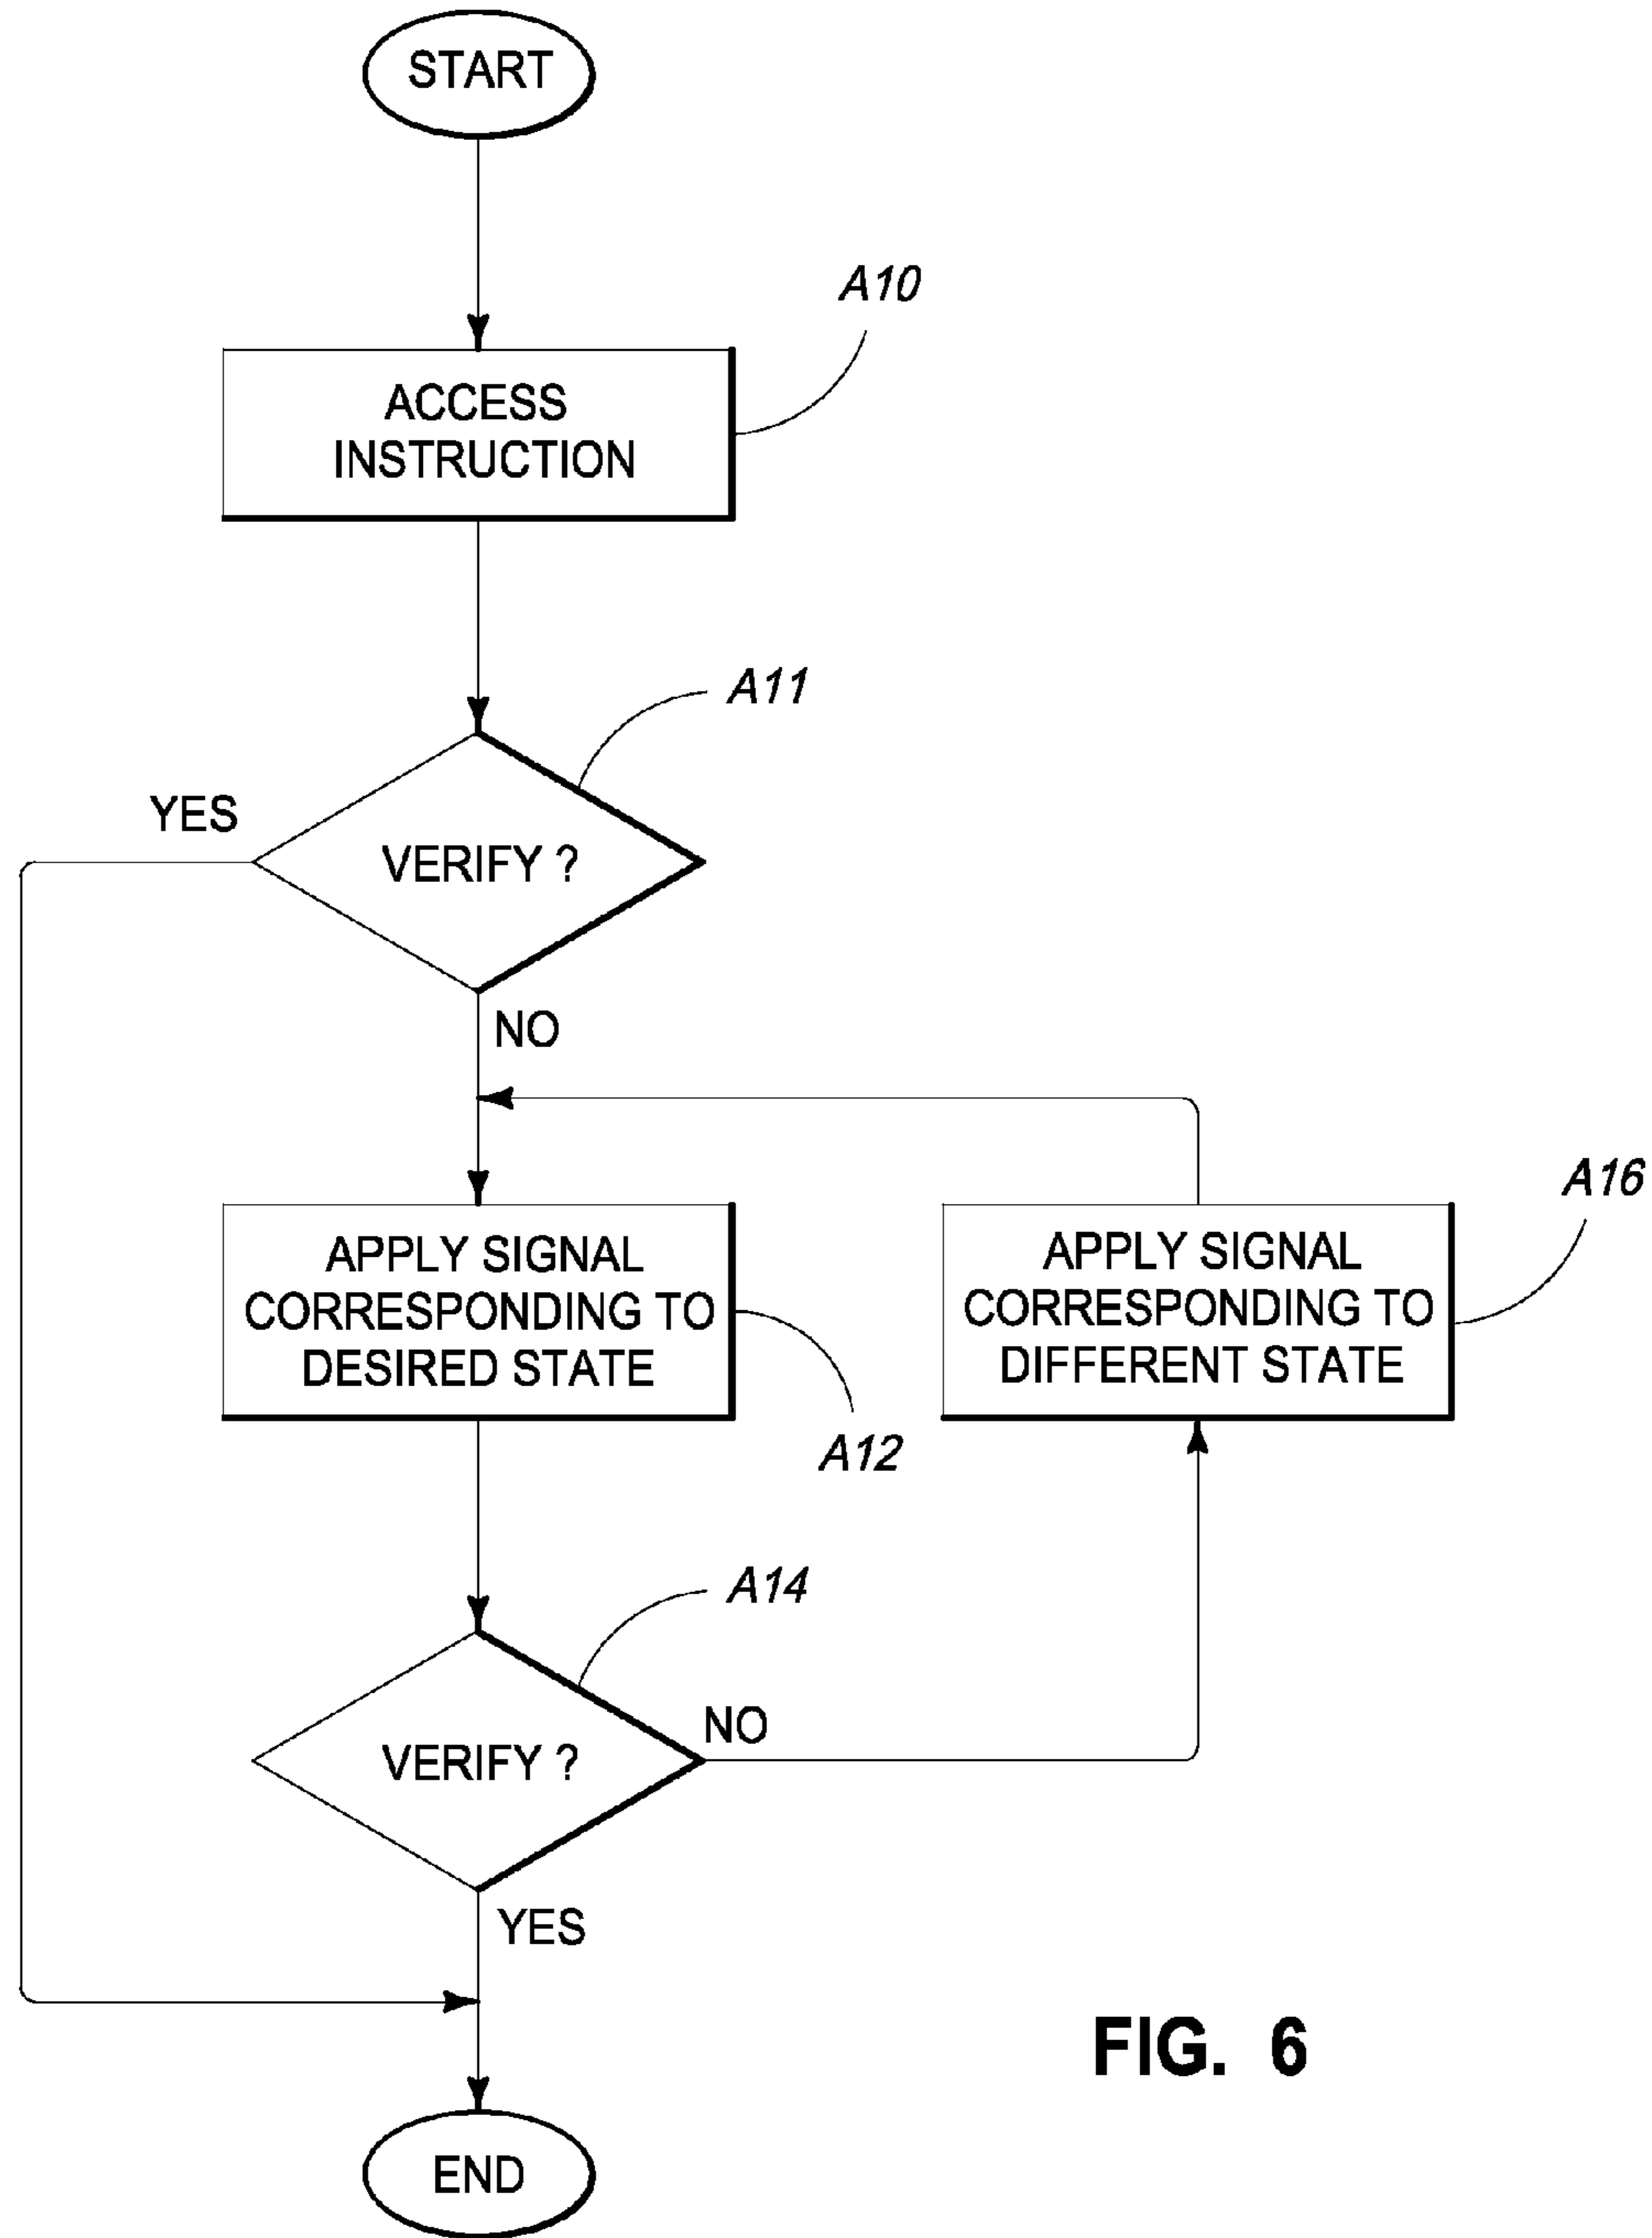 START
A10
ACCESS
INSTRUCTION
A11
YES
VERIFY ?
NO
A16
APPLY SIGNAL
CORRESPONDING TO
DESIRED STATE
APPLY SIGNAL
CORRESPONDING TO
DIFFERENT STATE
A12
A14
NO
VERIFY ?
YES
FIG. 6
END